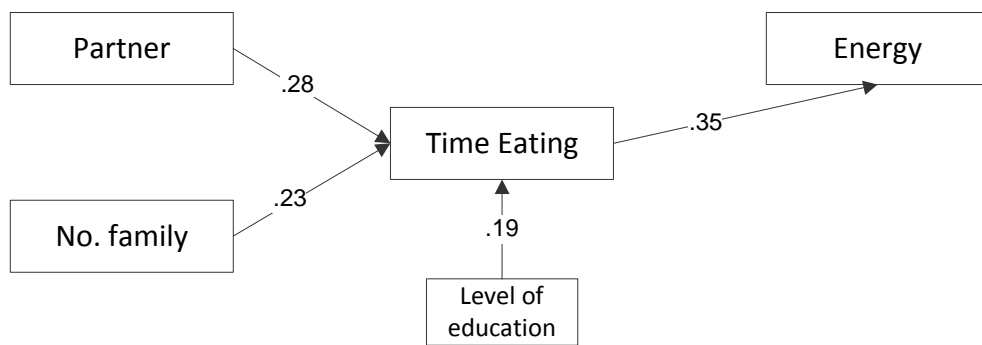 Partner
Energy
.28
Time Eating
.35
.23
No. family
.19
Level of
education